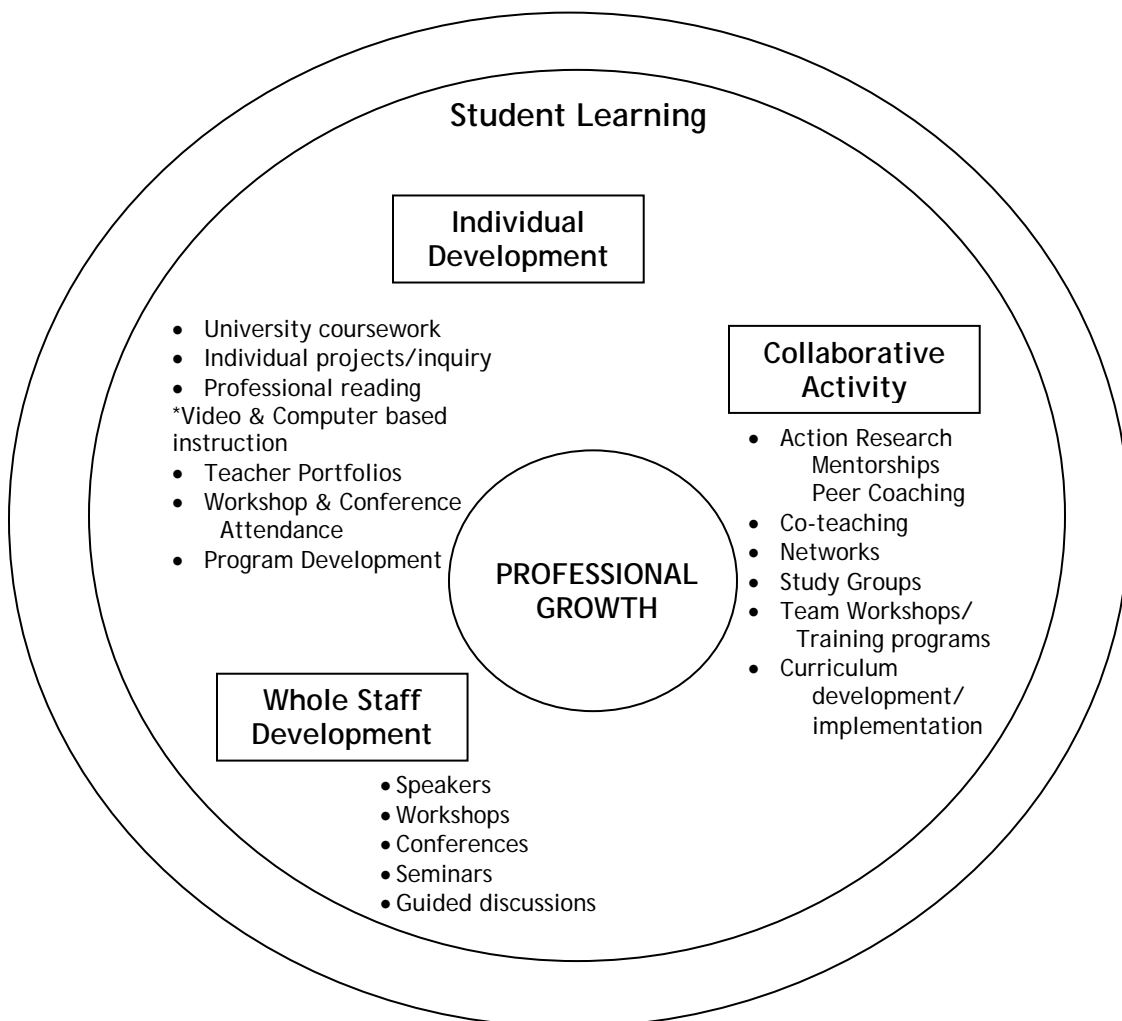 Student Learning
Individual
Development
• University coursework
• Individual projects/inquiry
• Professional reading
*Video & Computer based
instruction
• Teacher Portfolios
• Workshop & Conference
Attendance
• Program Development
Collaborative
Activity
• Action Research
Mentorships
Peer Coaching
• Co-teaching
• Networks
• Study Groups
• Team Workshops/
Training programs
• Curriculum
development/
implementation
PROFESSIONAL
GROWTH
Whole Staff
Development
• Speakers
• Workshops
• Conferences
• Seminars
• Guided discussions